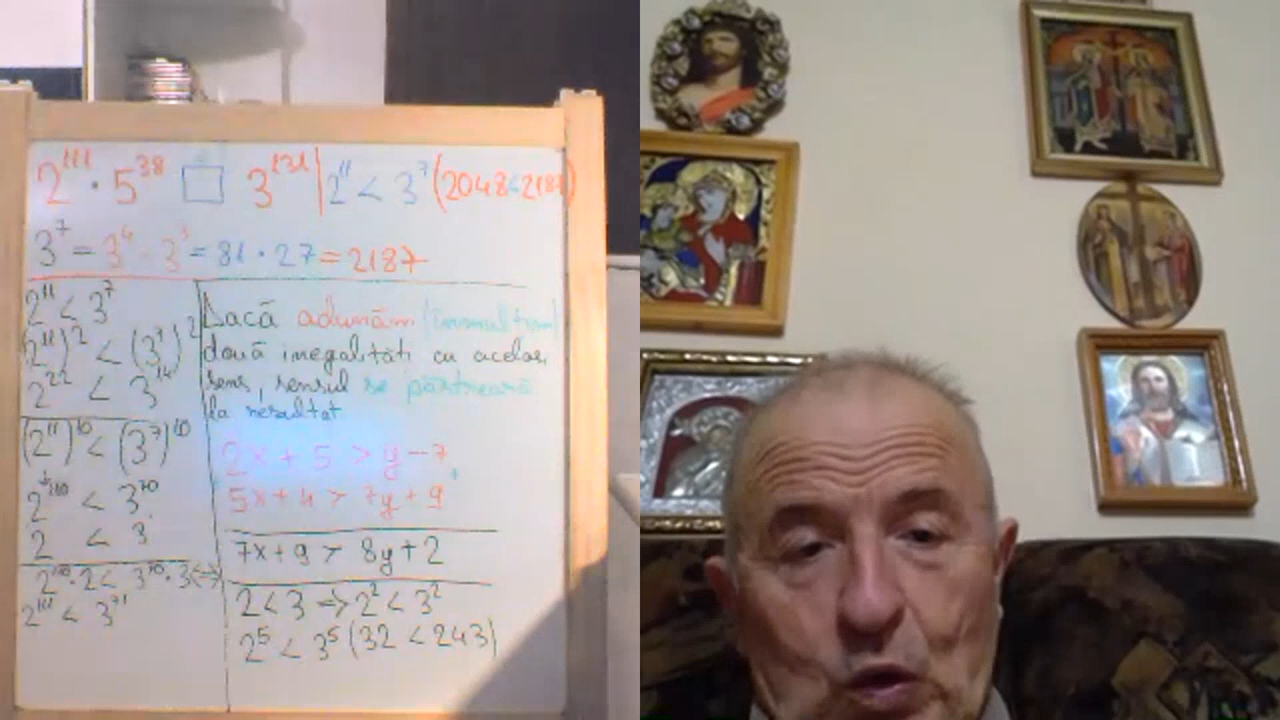 2¹¹¹ · 5³⁸ □ 3¹³¹ | 2¹¹ < 3⁷ (2048 < 2187)
3⁷ = 3⁴ · 3³ = 81 · 27 = 2187
2¹¹ < 3⁷
(2¹¹)² < (3⁷)²
2²² < 3¹⁴
(2¹¹)¹⁰ < (3⁷)¹⁰
2¹¹⁰ < 3⁷⁰
2 < 3
2¹¹⁰ · 2 < 3⁷⁰ · 3 <=>
2¹¹¹ < 3⁷¹
Dacă adunăm (înmulțim)
două inegalități cu același
sens, sensul se păstrează
la rezultat
2x + 5 > y - 7
5x + 4 > 7y + 9 +
7x + 9 > 8y + 2
2 < 3 => 2² < 3²
2⁵ < 3⁵ (32 < 243)